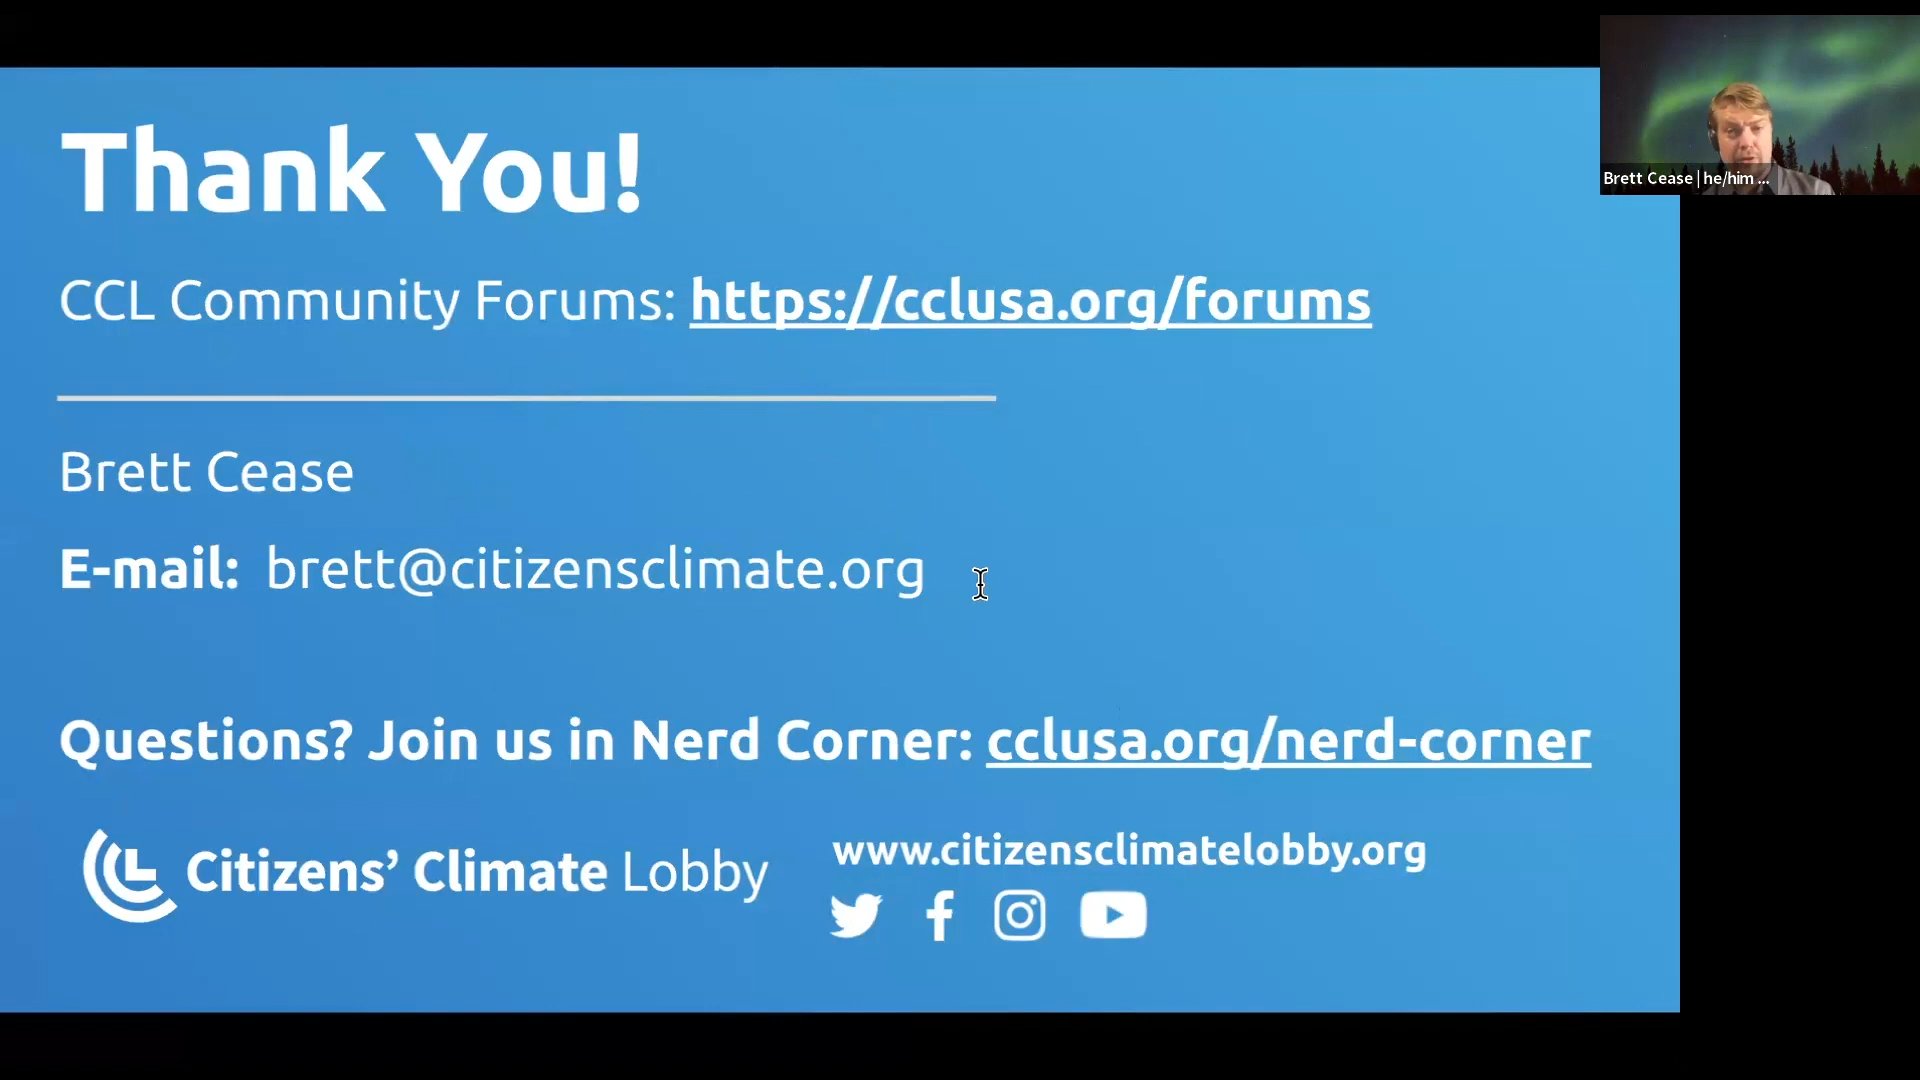 Thank You!
CCL Community Forums: https://cclusa.org/forums
Brett Cease
E-mail: brett@citizensclimate.org
Questions? Join us in Nerd Corner: cclusa.org/nerd-corner
Citizens’ Climate Lobby
www.citizensclimatelobby.org
Brett Cease | he/him ...